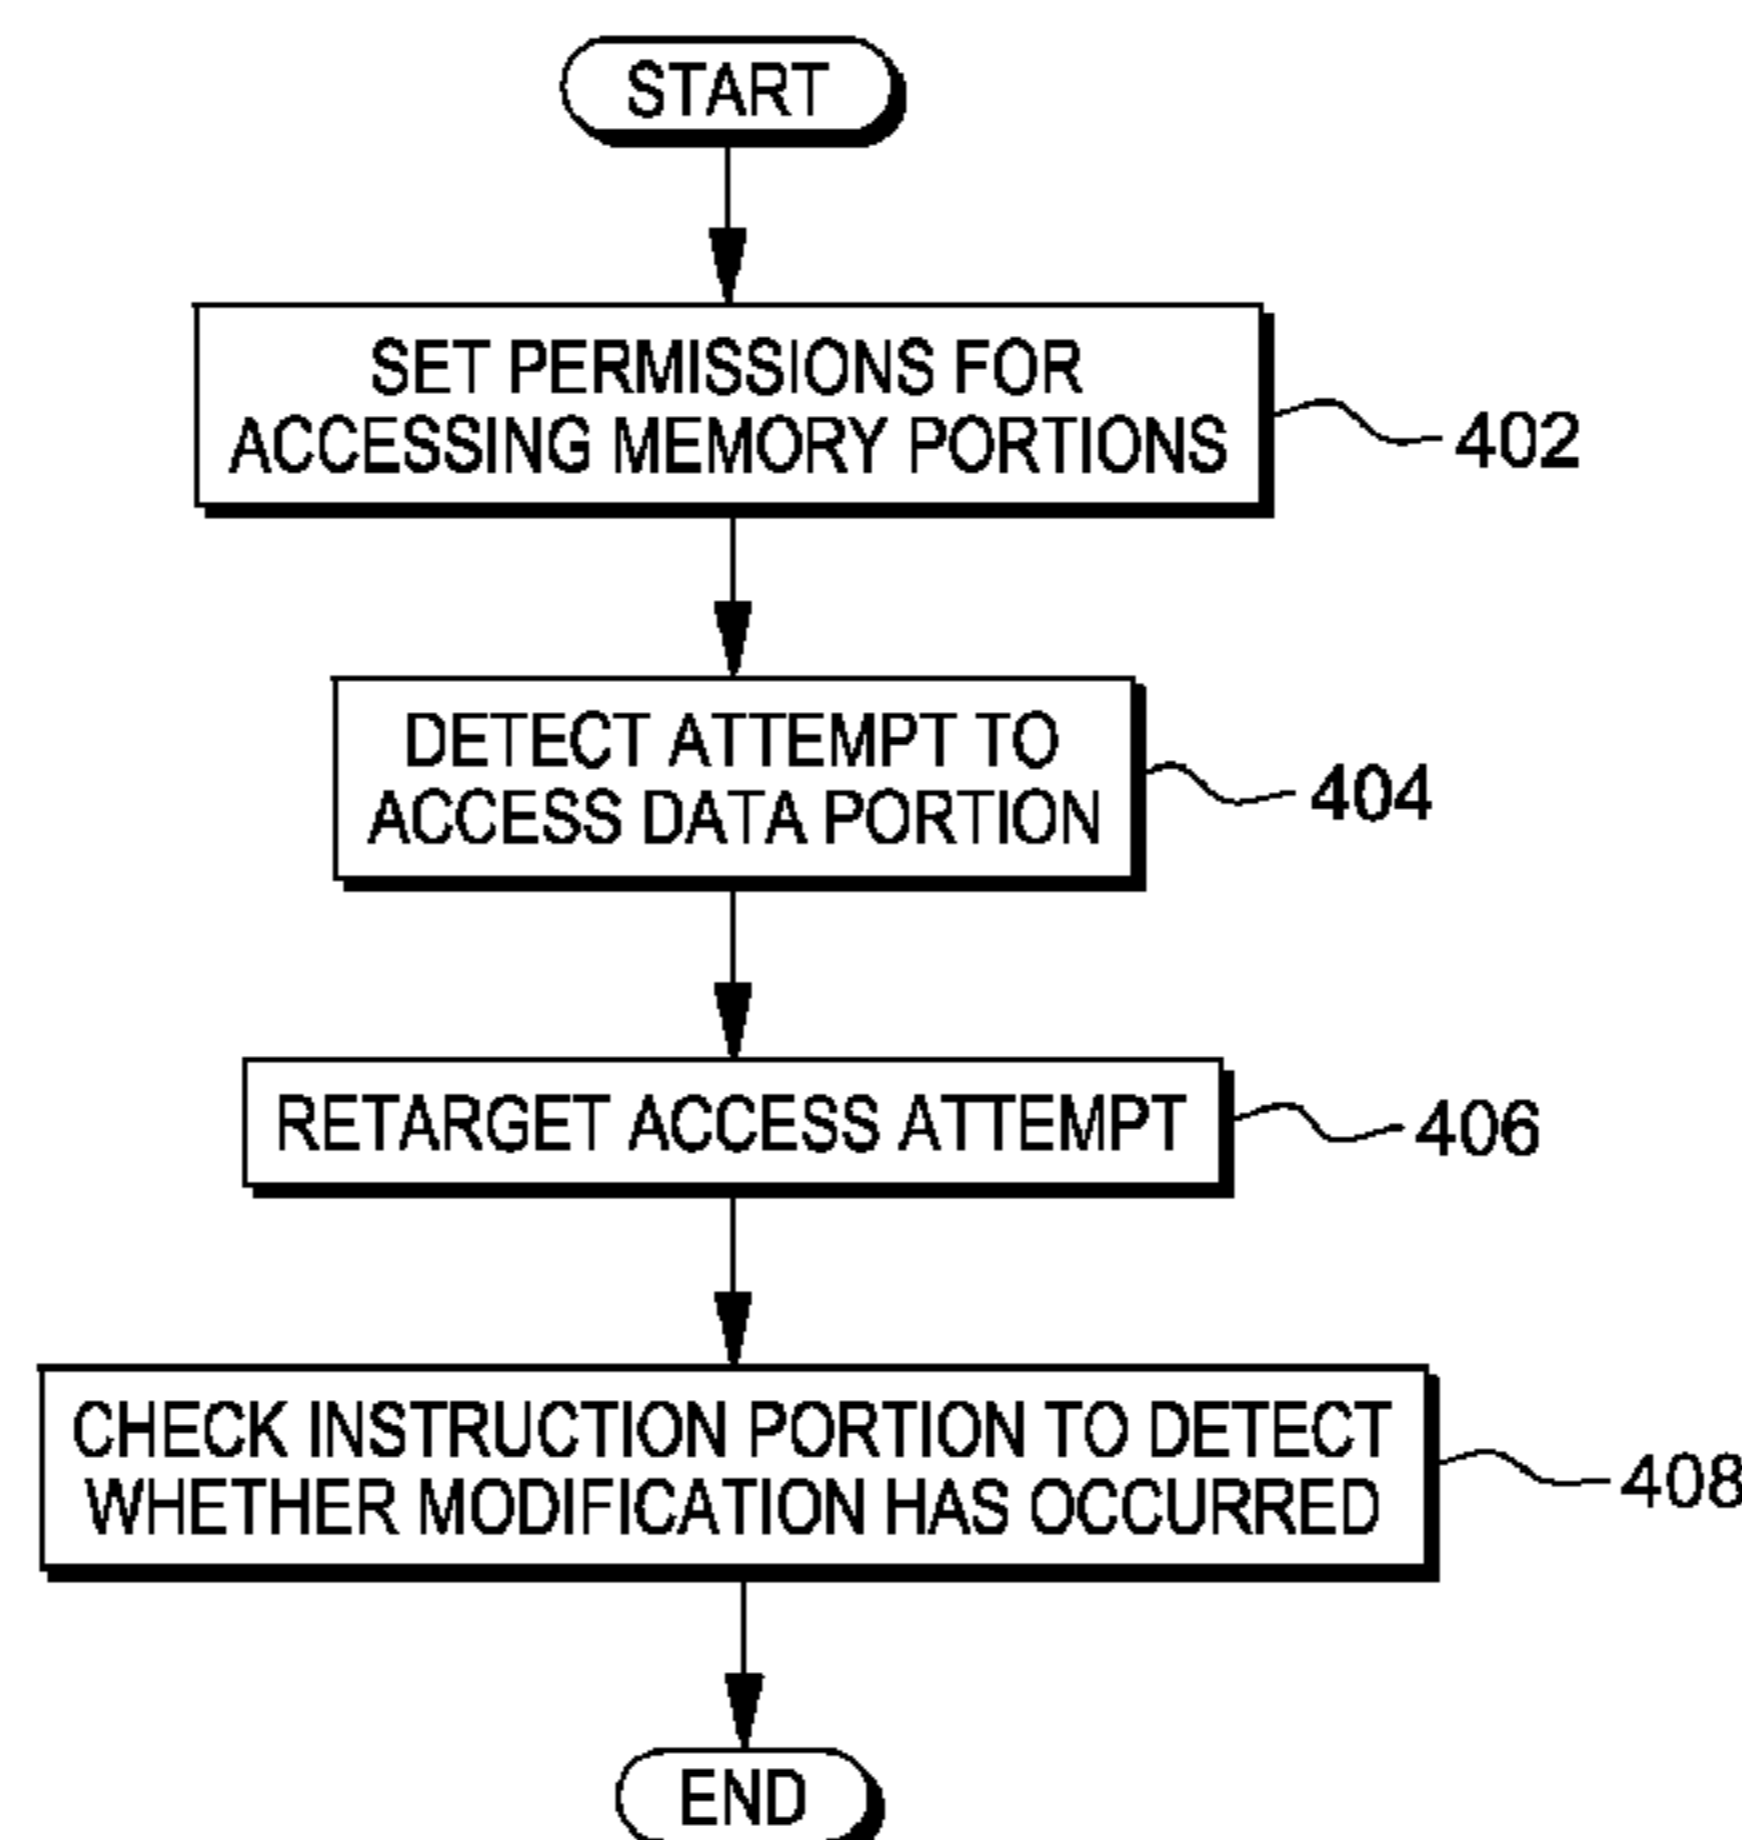 START
SET PERMISSIONS FOR
ACCESSING MEMORY PORTIONS
402
DETECT ATTEMPT TO
ACCESS DATA PORTION
404
RETARGET ACCESS ATTEMPT
406
CHECK INSTRUCTION PORTION TO DETECT
WHETHER MODIFICATION HAS OCCURRED
408
END